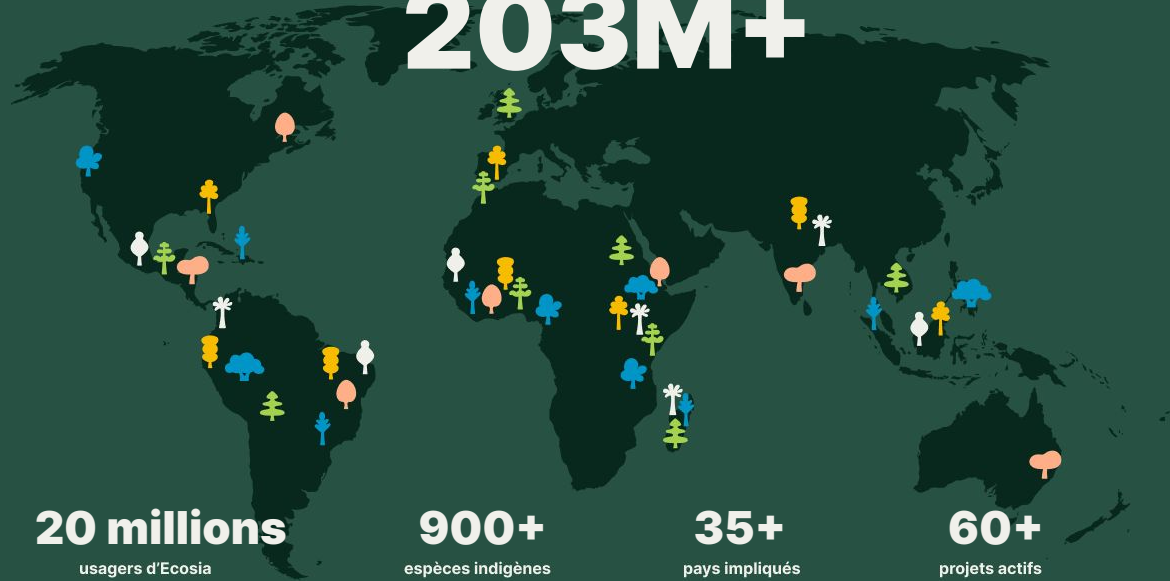 203M+
20 millions
usagers d’Ecosia
900+
espèces indigènes
35+
pays impliqués
60+
projets actifs